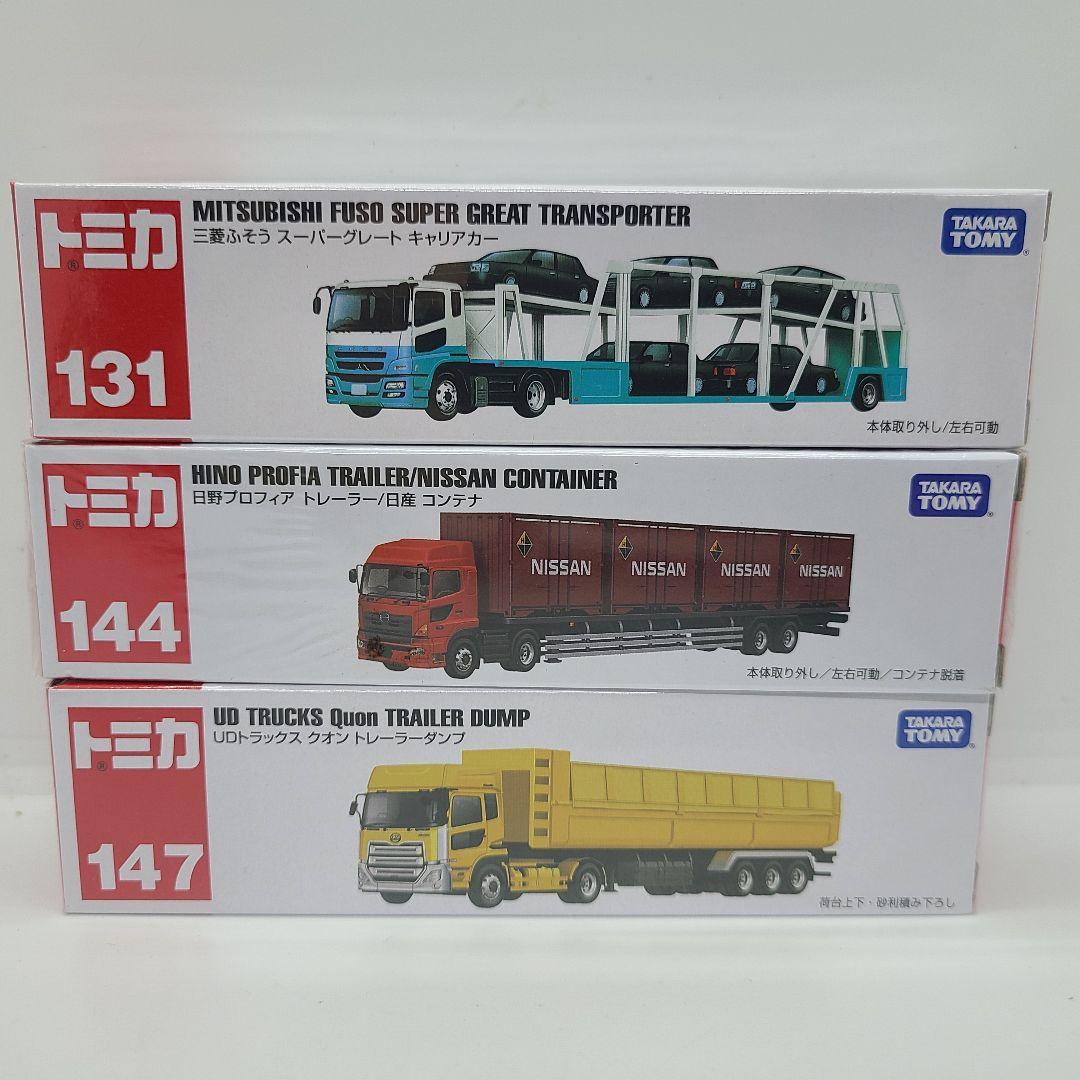 トミカ
®
131
MITSUBISHI FUSO SUPER GREAT TRANSPORTER
三菱ふそう スーパーグレート キャリアカー
TAKARA
TOMY
本体取り外し/左右可動
トミカ
®
144
HINO PROFIA TRAILER/NISSAN CONTAINER
日野プロフィア トレーラー/日産 コンテナ
TAKARA
TOMY
NISSAN NISSAN NISSAN NISSAN
本体取り外し/左右可動/コンテナ脱着
トミカ
®
147
UD TRUCKS Quon TRAILER DUMP
UDトラックス クオン トレーラーダンプ
TAKARA
TOMY
荷台上下・砂利積み下ろし